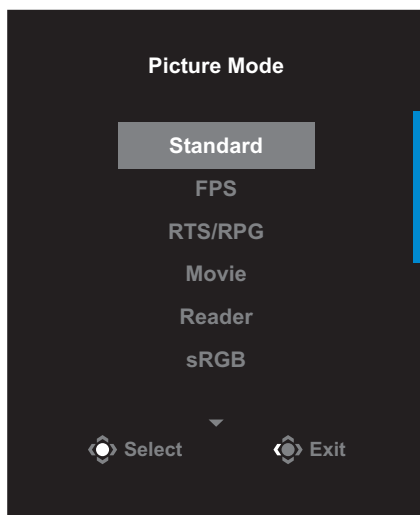 Picture Mode
Standard
FPS
RTS/RPG
Movie
Reader
sRGB
Select Exit